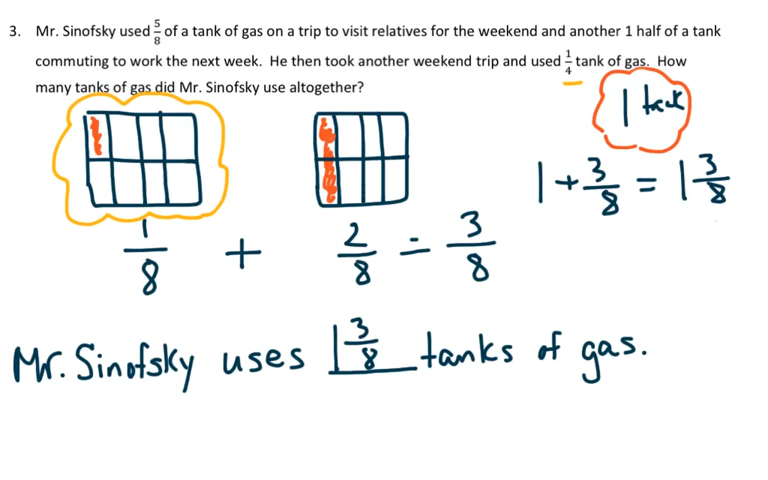 3. Mr. Sinofsky used 5/8 of a tank of gas on a trip to visit relatives for the weekend and another 1 half of a tank
commuting to work the next week. He then took another weekend trip and used 1/4 tank of gas. How
many tanks of gas did Mr. Sinofsky use altogether?
1 tank
1 + 3/8 = 1 3/8
1/8 + 2/8 = 3/8
Mr. Sinofsky uses 1 3/8 tanks of gas.